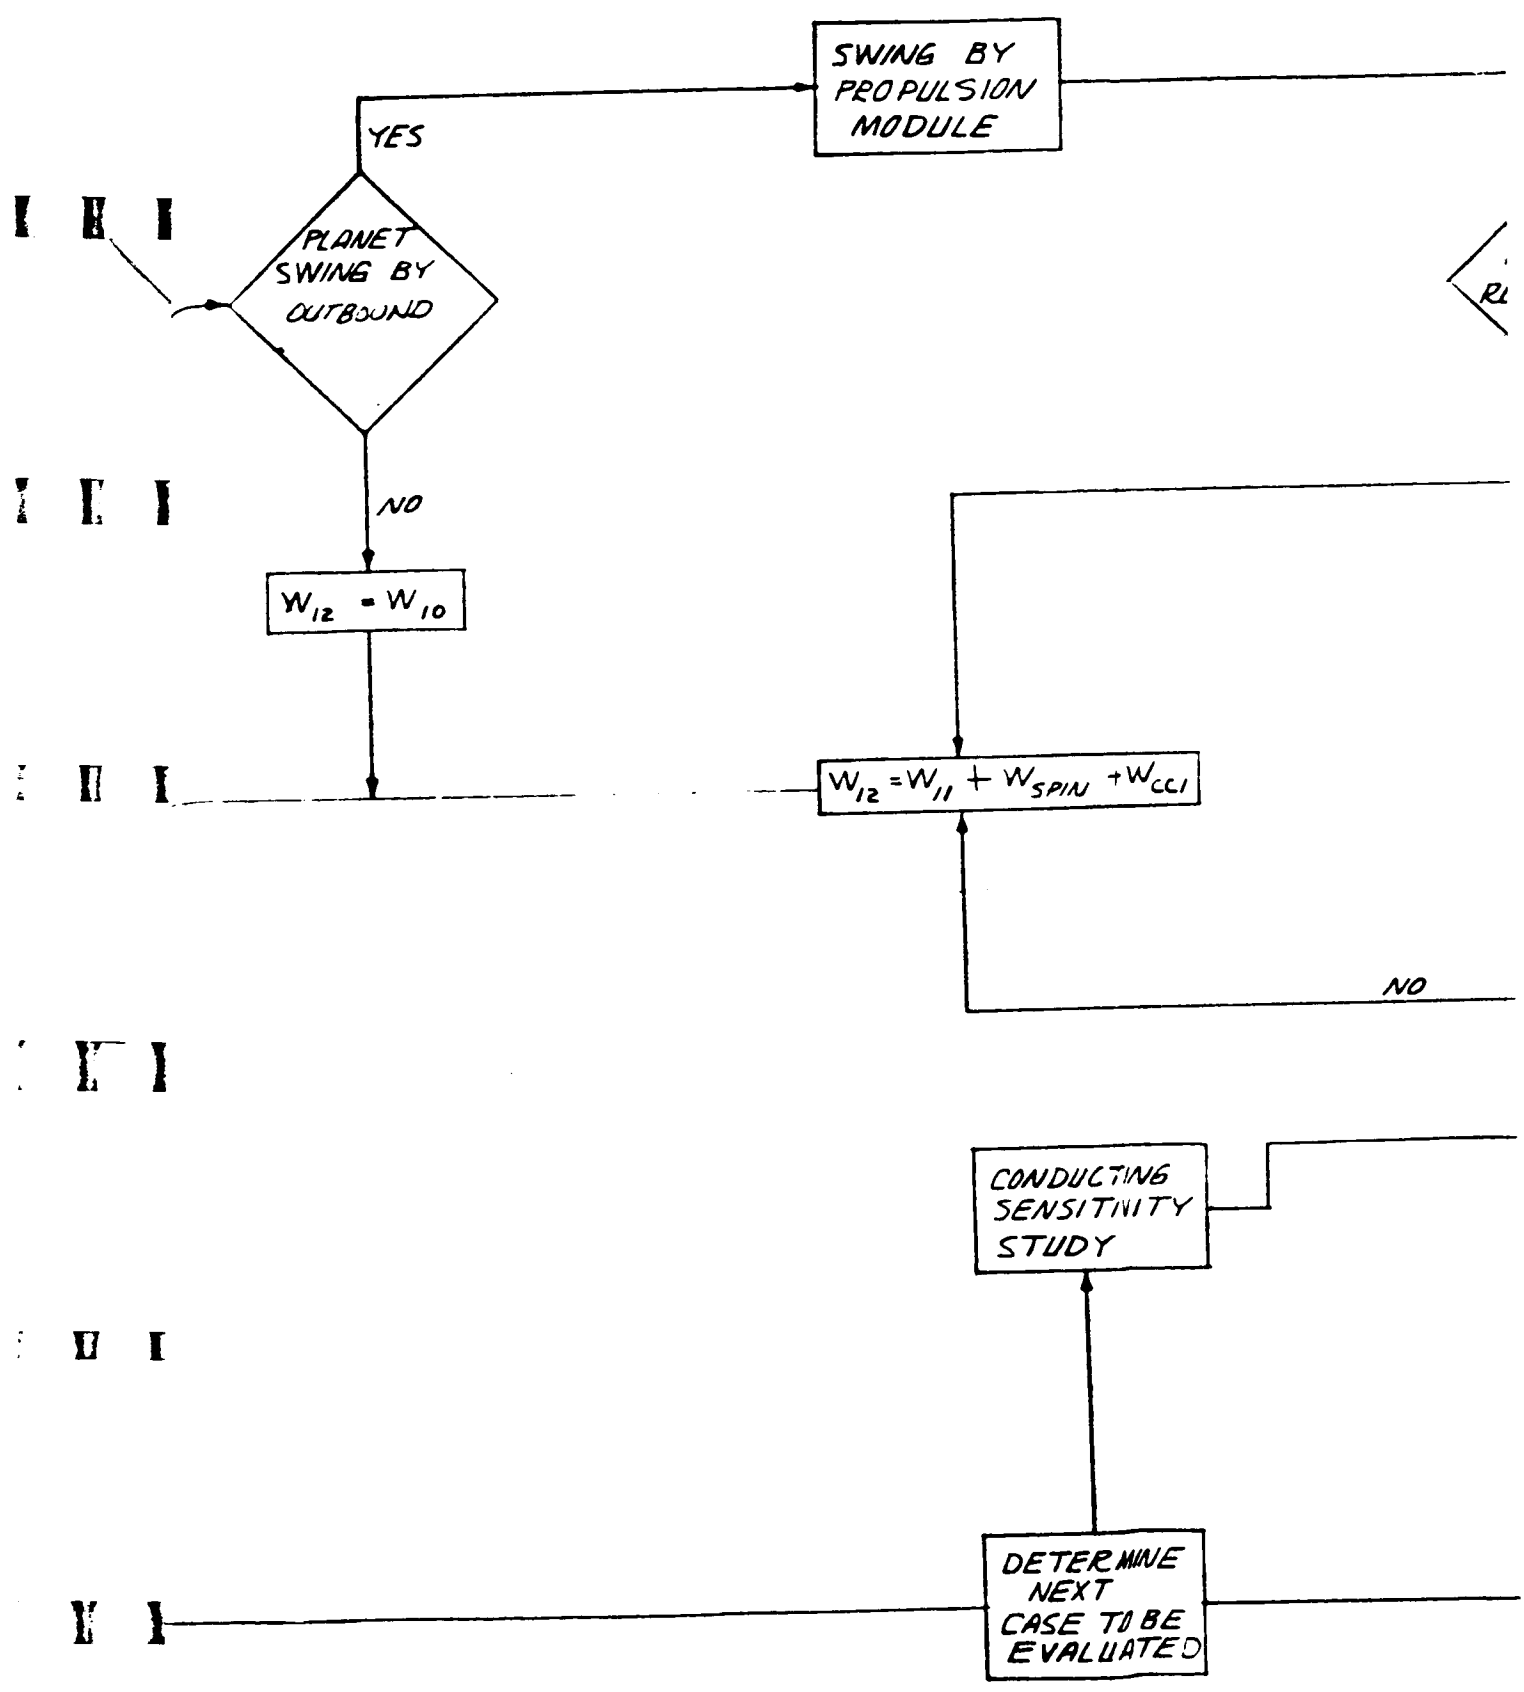 SWING BY
PROPULSION
MODULE
YES
PLANET
SWING BY
OUTBOUND
NO
W12 = W10
W12 = W11 + WSPIN + WCC1
NO
CONDUCTING
SENSITIVITY
STUDY
DETERMINE
NEXT
CASE TO BE
EVALUATED